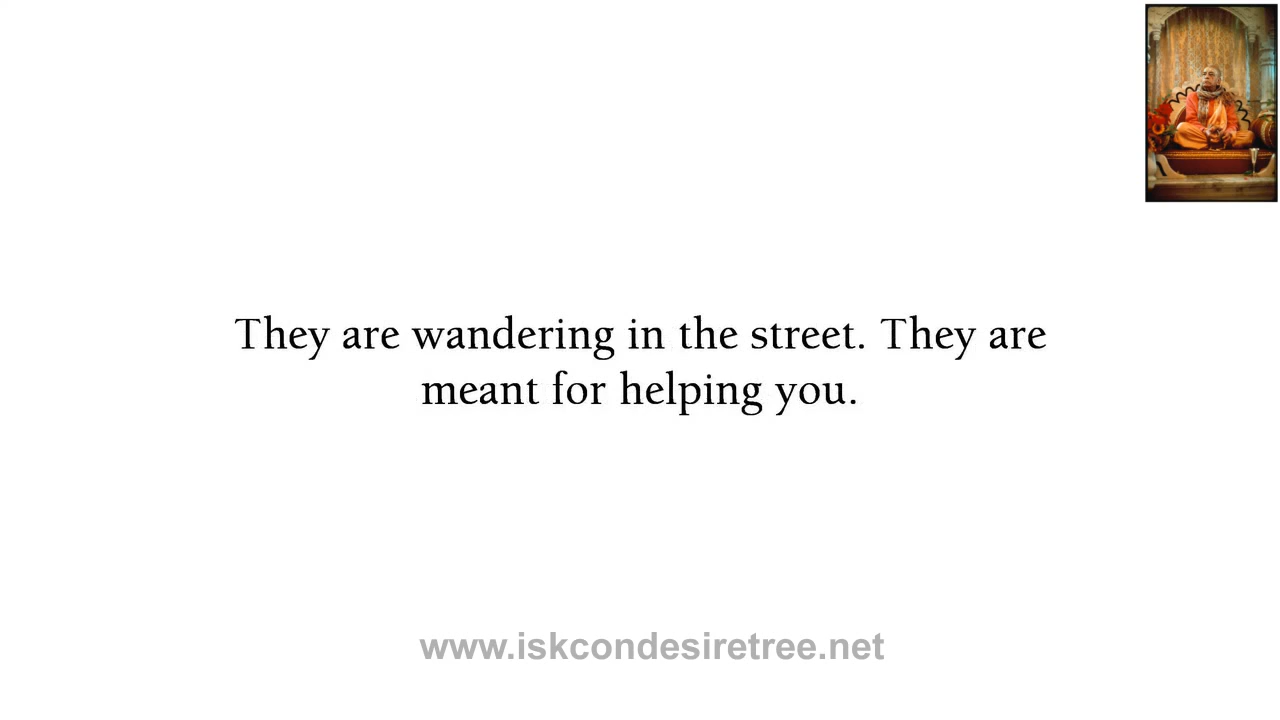 They are wandering in the street. They are
meant for helping you.
www.iskcondesiretree.net